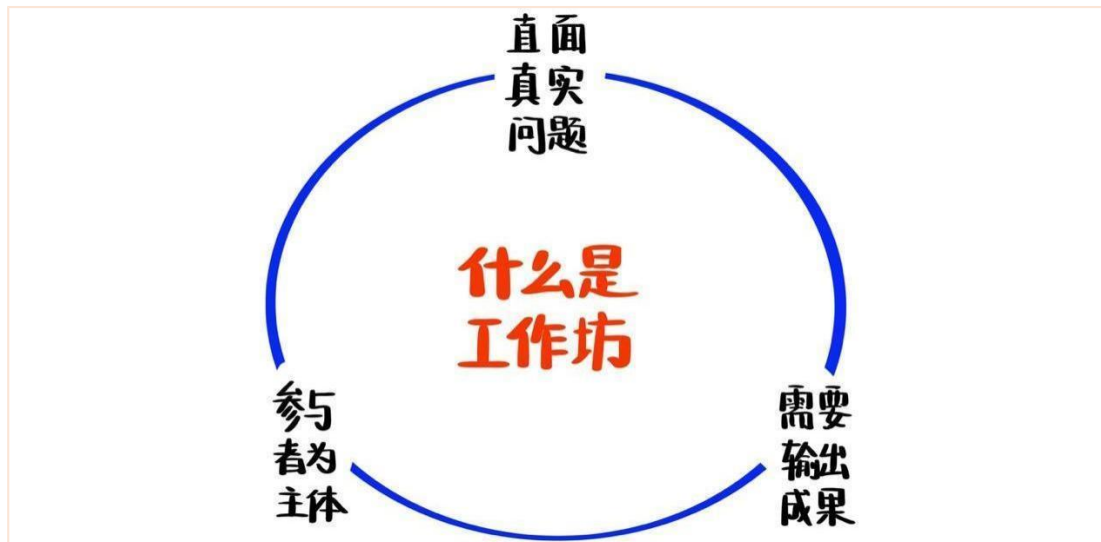 直面
真实
问题
什么是
工作坊
参与
者为
主体
需要
输出
成果